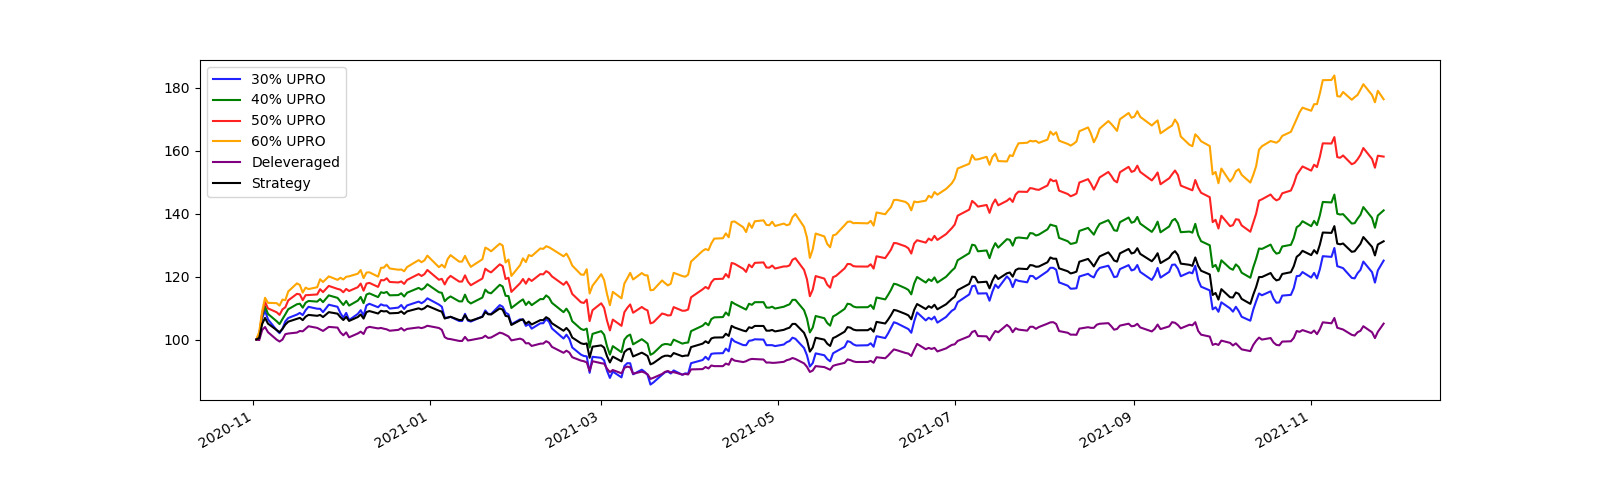 180
160
140
120
100
30% UPRO
40% UPRO
50% UPRO
60% UPRO
Deleveraged
Strategy
2020-11
2021-01
2021-03
2021-05
2021-07
2021-09
2021-11